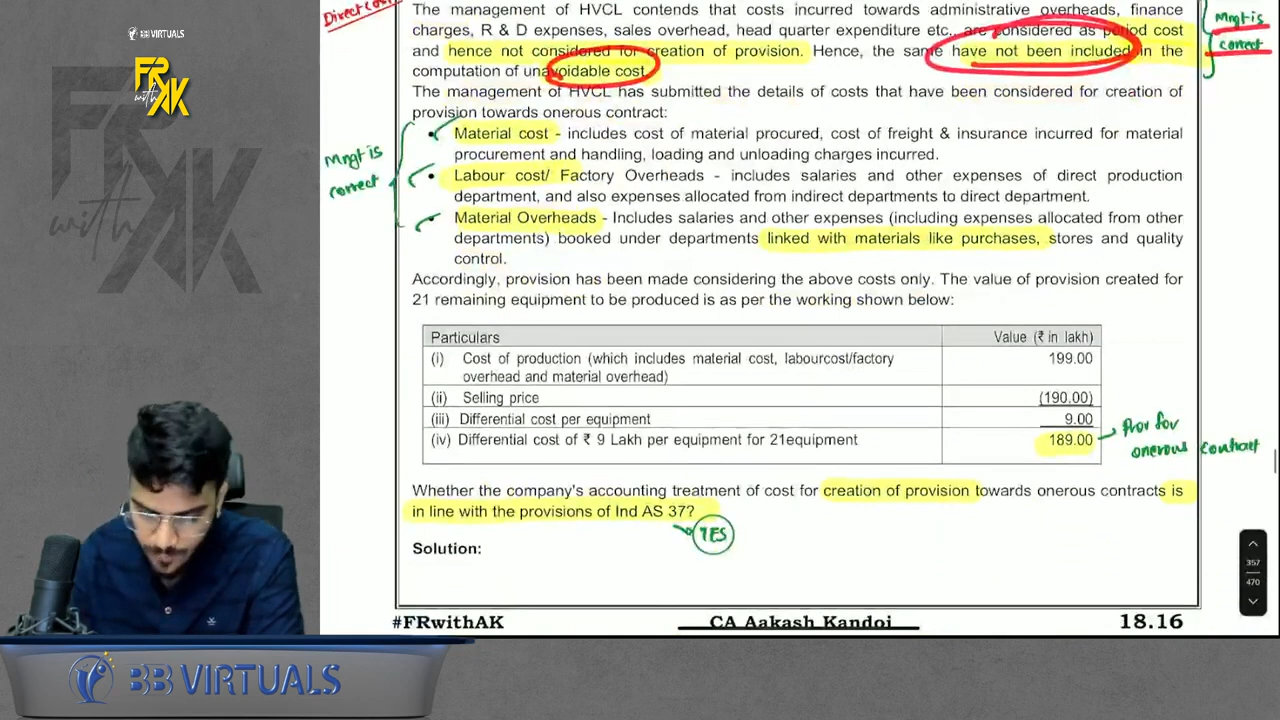 Direct cost
BB VIRTUALS
FR with AK
FR with AK
The management of HVCL contends that costs incurred towards administrative overheads, finance
charges, R & D expenses, sales overhead, head quarter expenditure etc., are considered as period cost
and hence not considered for creation of provision. Hence, the same have not been included in the
computation of unavoidable cost.
Mngt is
correct
The management of HVCL has submitted the details of costs that have been considered for creation of
provision towards onerous contract:
Mngt is
correct
• Material cost - includes cost of material procured, cost of freight & insurance incurred for material
procurement and handling, loading and unloading charges incurred.
• Labour cost/ Factory Overheads - includes salaries and other expenses of direct production
department, and also expenses allocated from indirect departments to direct department.
• Material Overheads - Includes salaries and other expenses (including expenses allocated from other
departments) booked under departments linked with materials like purchases, stores and quality
control.
Accordingly, provision has been made considering the above costs only. The value of provision created for
21 remaining equipment to be produced is as per the working shown below:
Particulars Value (₹ in lakh)
(i) Cost of production (which includes material cost, labourcost/factory 199.00
overhead and material overhead)
(ii) Selling price (190.00)
(iii) Differential cost per equipment 9.00
(iv) Differential cost of ₹ 9 Lakh per equipment for 21equipment 189.00
Prov for
onerous contract
Whether the company's accounting treatment of cost for creation of provision towards onerous contracts is
in line with the provisions of Ind AS 37?
YES
Solution:
357
470
#FRwithAK CA Aakash Kandoi 18.16
BB VIRTUALS